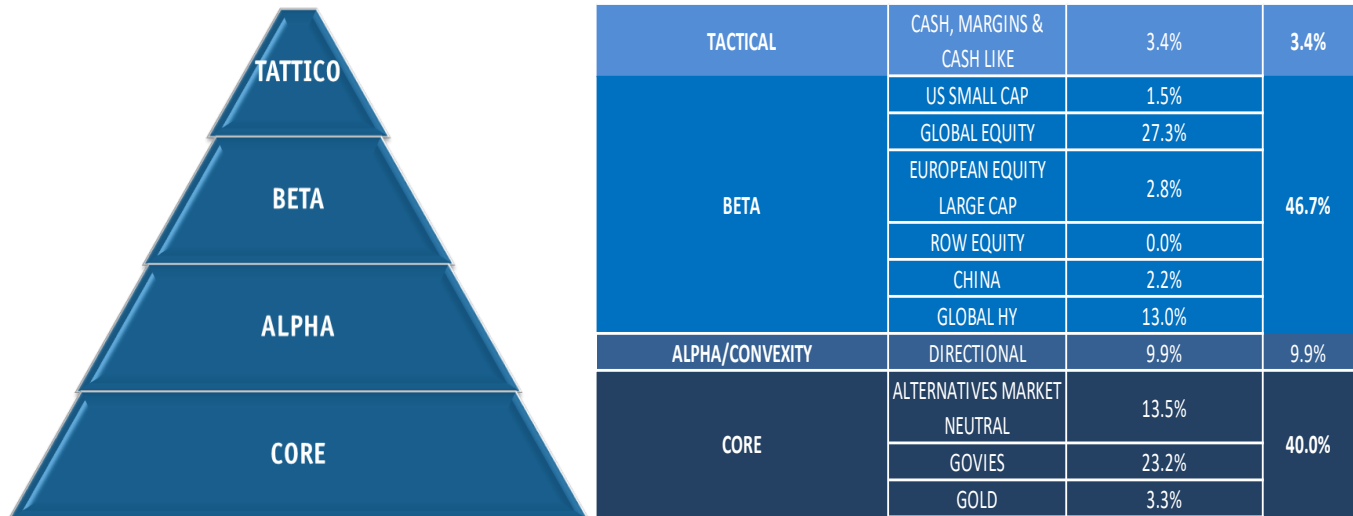 TATTICO
BETA
ALPHA
CORE
TACTICAL
CASH, MARGINS &
CASH LIKE
3.4%
3.4%
BETA
US SMALL CAP
1.5%
GLOBAL EQUITY
27.3%
EUROPEAN EQUITY
LARGE CAP
2.8%
ROW EQUITY
0.0%
CHINA
2.2%
GLOBAL HY
13.0%
46.7%
ALPHA/CONVEXITY
DIRECTIONAL
9.9%
9.9%
CORE
ALTERNATIVES MARKET
NEUTRAL
13.5%
GOVIES
23.2%
GOLD
3.3%
40.0%